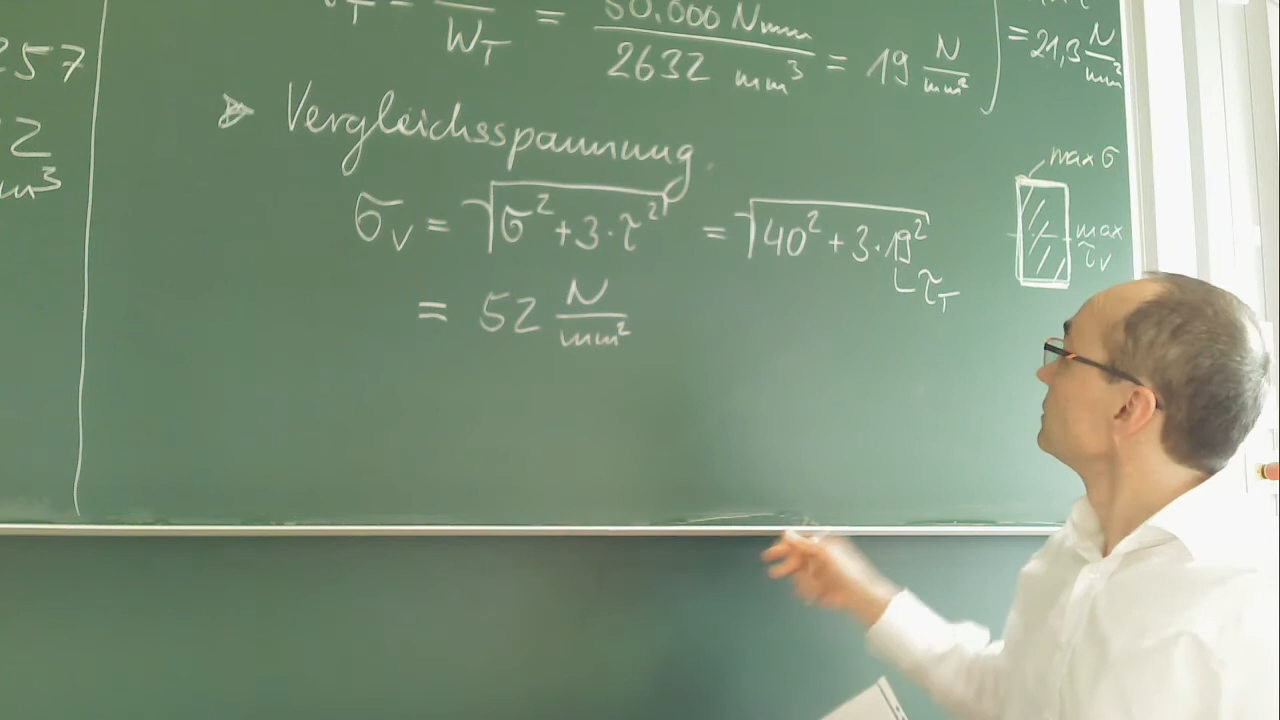 257
2
mm³
τ_T = ― / W_T = 50.000 Nmm / 2632 mm³ = 19 N/mm²
= 21,3 N/mm²
➤ Vergleichsspannung
σ_V = √(σ² + 3·τ²) = √(40² + 3·19²)
τ_T
= 52 N/mm²
max σ
max
τ_V